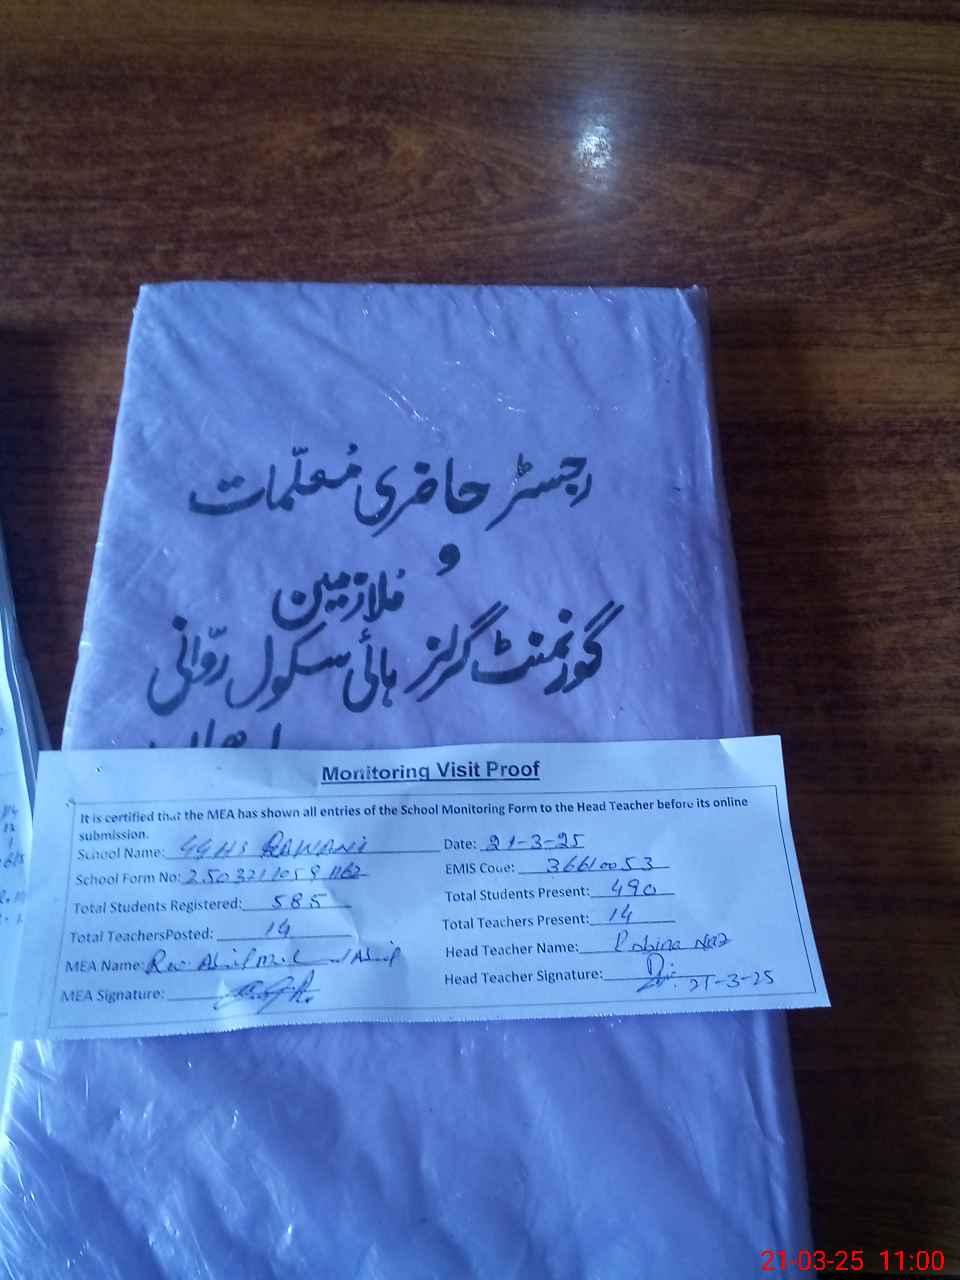 رجسٹر حاضری مُعلّمات
و
مُلازمین
گورنمنٹ گرلز ہائی سکول روّانی
Monitoring Visit Proof
It is certified that the MEA has shown all entries of the School Monitoring Form to the Head Teacher before its online
submission.
School Name: GGHS RAWANI Date: 21-3-25
School Form No: EMIS Code: 36610053
Total Students Registered: 585 Total Students Present: 490
Total TeachersPosted: 14 Total Teachers Present: 14
MEA Name: Head Teacher Name: Robina Naz
MEA Signature: Head Teacher Signature: 21-3-25
21-03-25 11:00